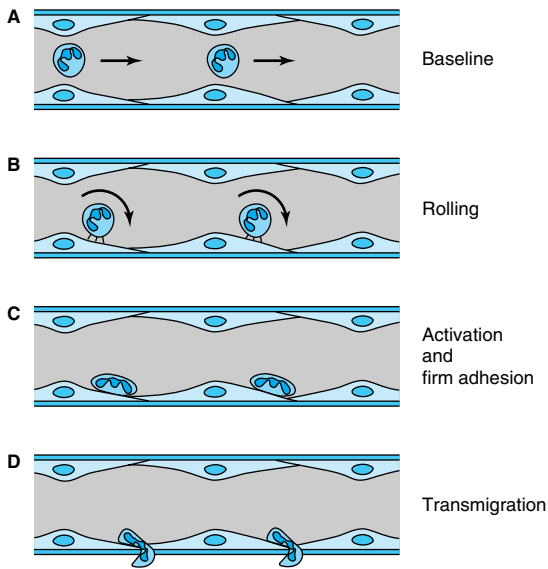 A
Baseline
B
Rolling
C
Activation
and
firm adhesion
D
Transmigration